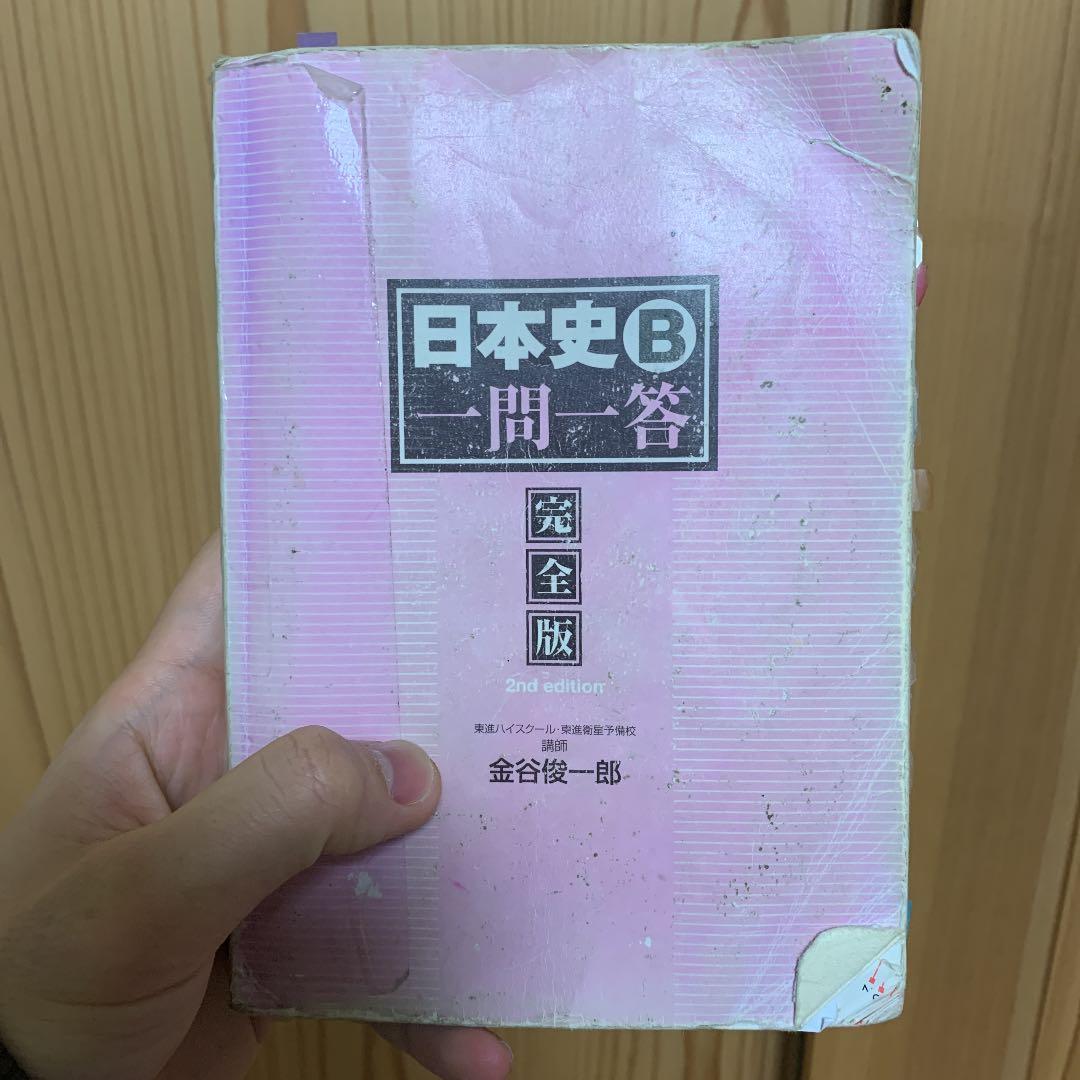 日本史Ⓑ
一問一答
完
全
版
2nd edition
東進ハイスクール・東進衛星予備校
講師
金谷俊一郎